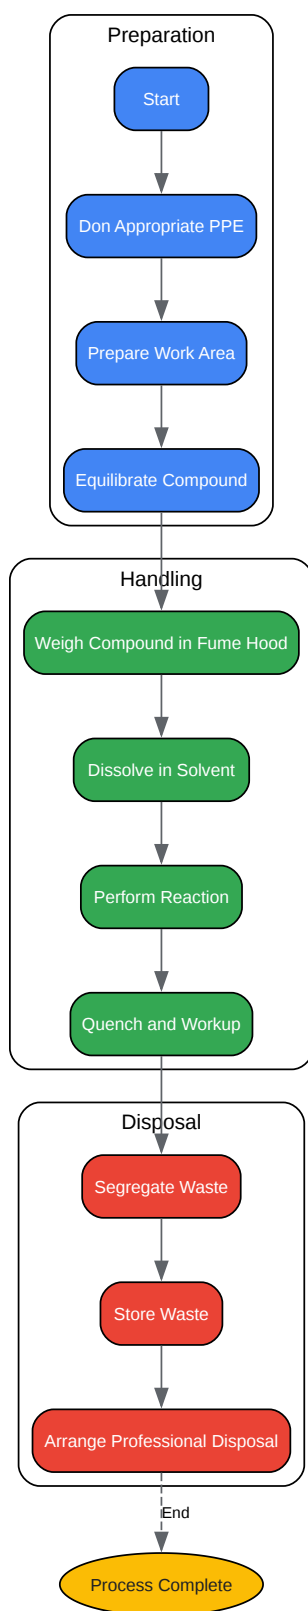 Preparation
Start
Don Appropriate PPE
Prepare Work Area
Equilibrate Compound
Handling
Weigh Compound in Fume Hood
Dissolve in Solvent
Perform Reaction
Quench and Workup
Disposal
Segregate Waste
Store Waste
Arrange Professional Disposal
End
Process Complete